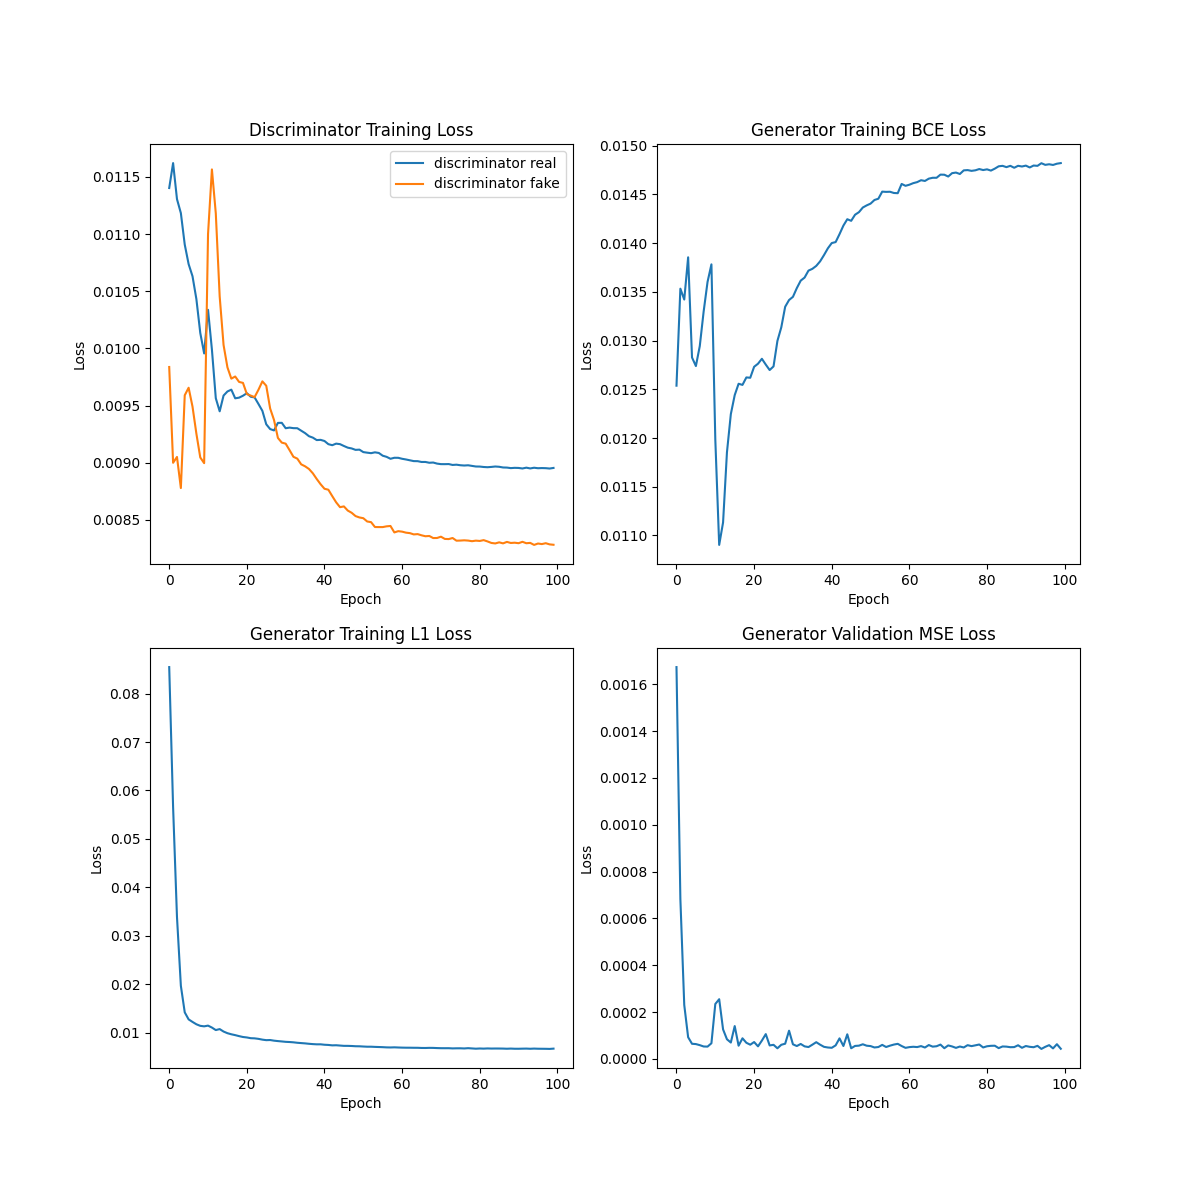 Discriminator Training Loss
discriminator real
discriminator fake
0.0115
0.0110
0.0105
0.0100
0.0095
0.0090
0.0085
Loss
0 20 40 60 80 100
Epoch
Generator Training BCE Loss
0.0150
0.0145
0.0140
0.0135
0.0130
0.0125
0.0120
0.0115
0.0110
Loss
0 20 40 60 80 100
Epoch
Generator Training L1 Loss
0.08
0.07
0.06
0.05
0.04
0.03
0.02
0.01
Loss
0 20 40 60 80 100
Epoch
Generator Validation MSE Loss
0.0016
0.0014
0.0012
0.0010
0.0008
0.0006
0.0004
0.0002
0.0000
Loss
0 20 40 60 80 100
Epoch